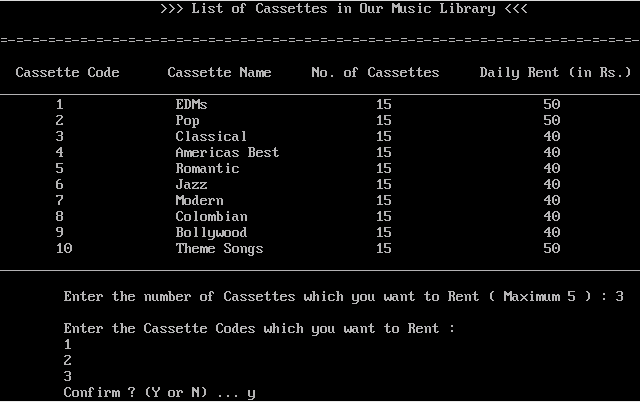 >>> List of Cassettes in Our Music Library <<<
=-=-=-=-=-=-=-=-=-=-=-=-=-=-=-=-=-=-=-=-=-=-=-=-=-=-=-=-=-=-=-=-=-=-=-=-=-=-=-=-
Cassette Code Cassette Name No. of Cassettes Daily Rent (in Rs.)
1 EDMs 15 50
2 Pop 15 50
3 Classical 15 40
4 Americas Best 15 40
5 Romantic 15 40
6 Jazz 15 40
7 Modern 15 40
8 Colombian 15 40
9 Bollywood 15 40
10 Theme Songs 15 50
Enter the number of Cassettes which you want to Rent ( Maximum 5 ) : 3
Enter the Cassette Codes which you want to Rent :
1
2
3
Confirm ? (Y or N) ... y